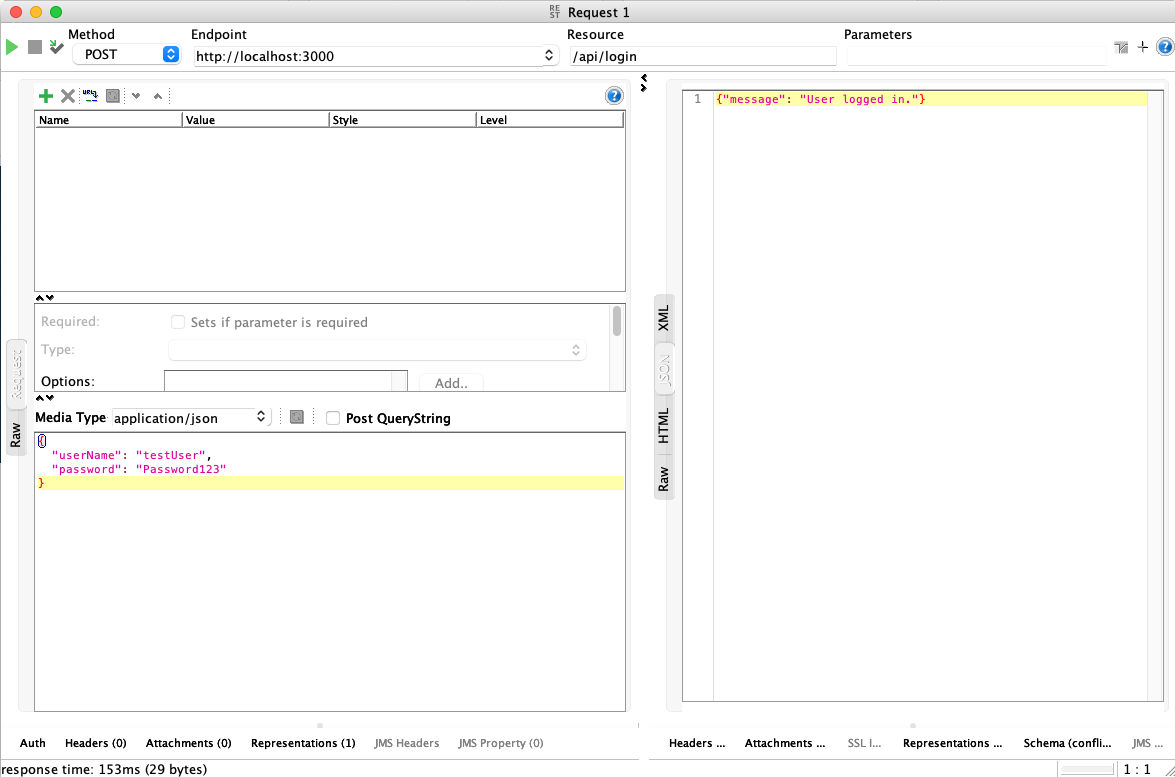 REST Request 1
Method Endpoint Resource Parameters
POST http://localhost:3000 /api/login
Name Value Style Level
Required: Sets if parameter is required
Type:
Options: Add..
Media Type application/json Post QueryString
{
"userName": "testUser",
"password": "Password123"
}
Request
Raw
1 {"message": "User logged in."}
XML
JSON
HTML
Raw
Auth Headers (0) Attachments (0) Representations (1) JMS Headers JMS Property (0)
Headers ... Attachments ... SSL I... Representations ... Schema (confli... JMS ...
response time: 153ms (29 bytes)
1 : 1